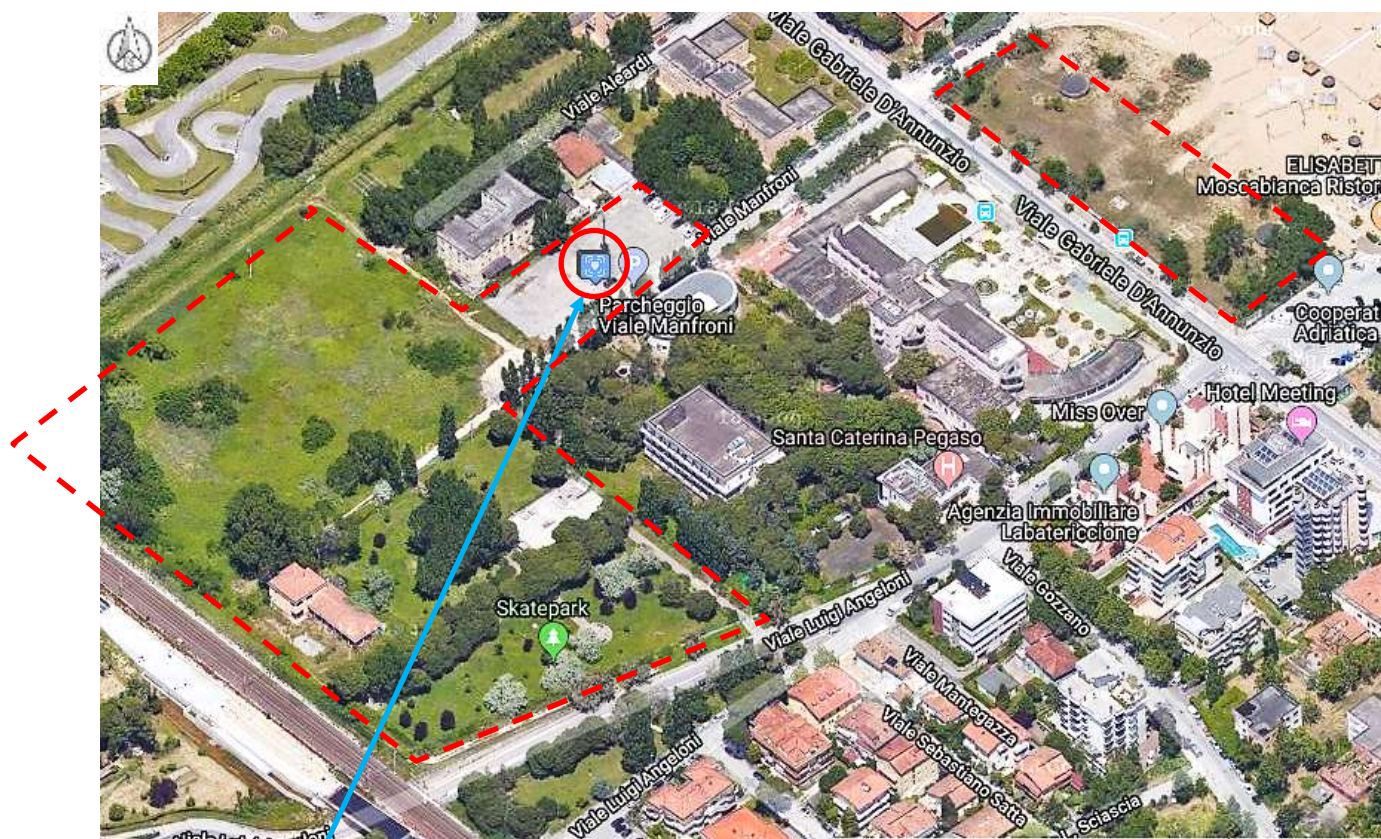 Viale Gabriele D'Annunzio
Viale Aleardi
ELISABET
Moscabianca Ristor
Viale Manfroni
Viale Gabriele D'Annunzio
P
Parcheggio
Viale Manfroni
Cooperat
Adriatica
Miss Over
Hotel Meeting
Santa Caterina Pegaso
H
Agenzia Immobiliare
Labatericcione
Viale Gozzano
Skatepark
Viale Luigi Angeloni
Viale Mantegazza
Viale Sebastiano Satta
Viale Luigi Angeloni
L. Sciascia